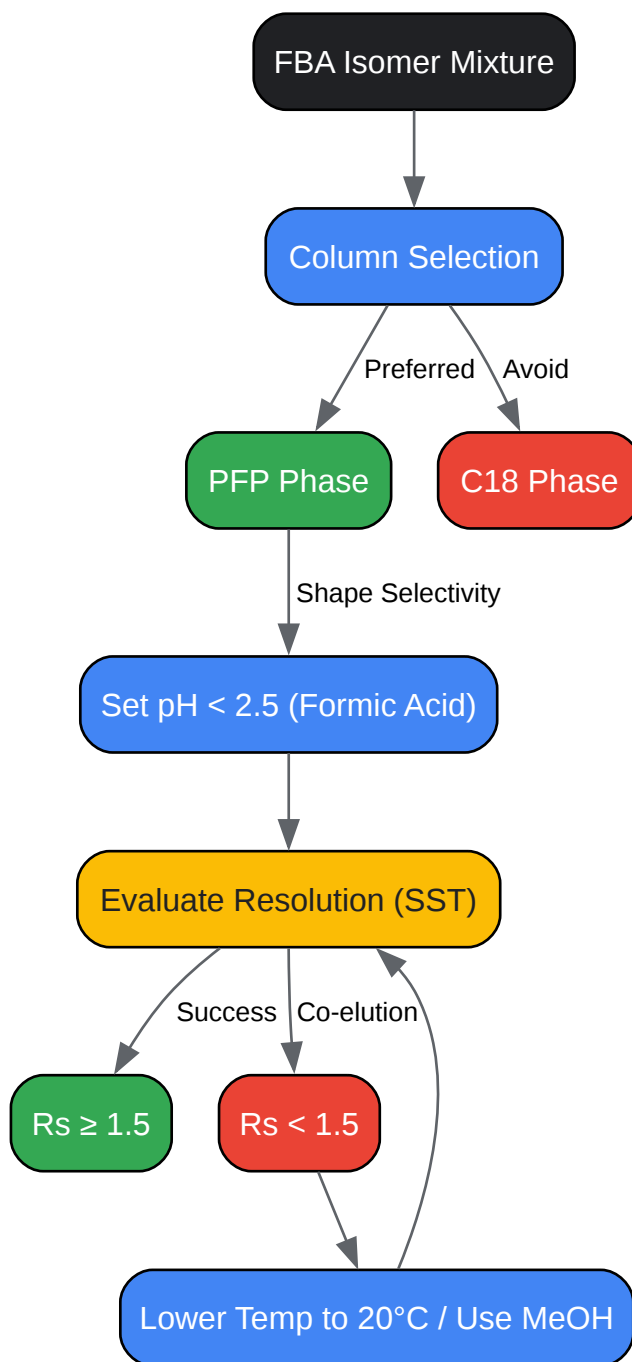 FBA Isomer Mixture
Column Selection
Preferred
Avoid
PFP Phase
C18 Phase
Shape Selectivity
Set pH < 2.5 (Formic Acid)
Evaluate Resolution (SST)
Success
Co-elution
Rs ≥ 1.5
Rs < 1.5
Lower Temp to 20°C / Use MeOH